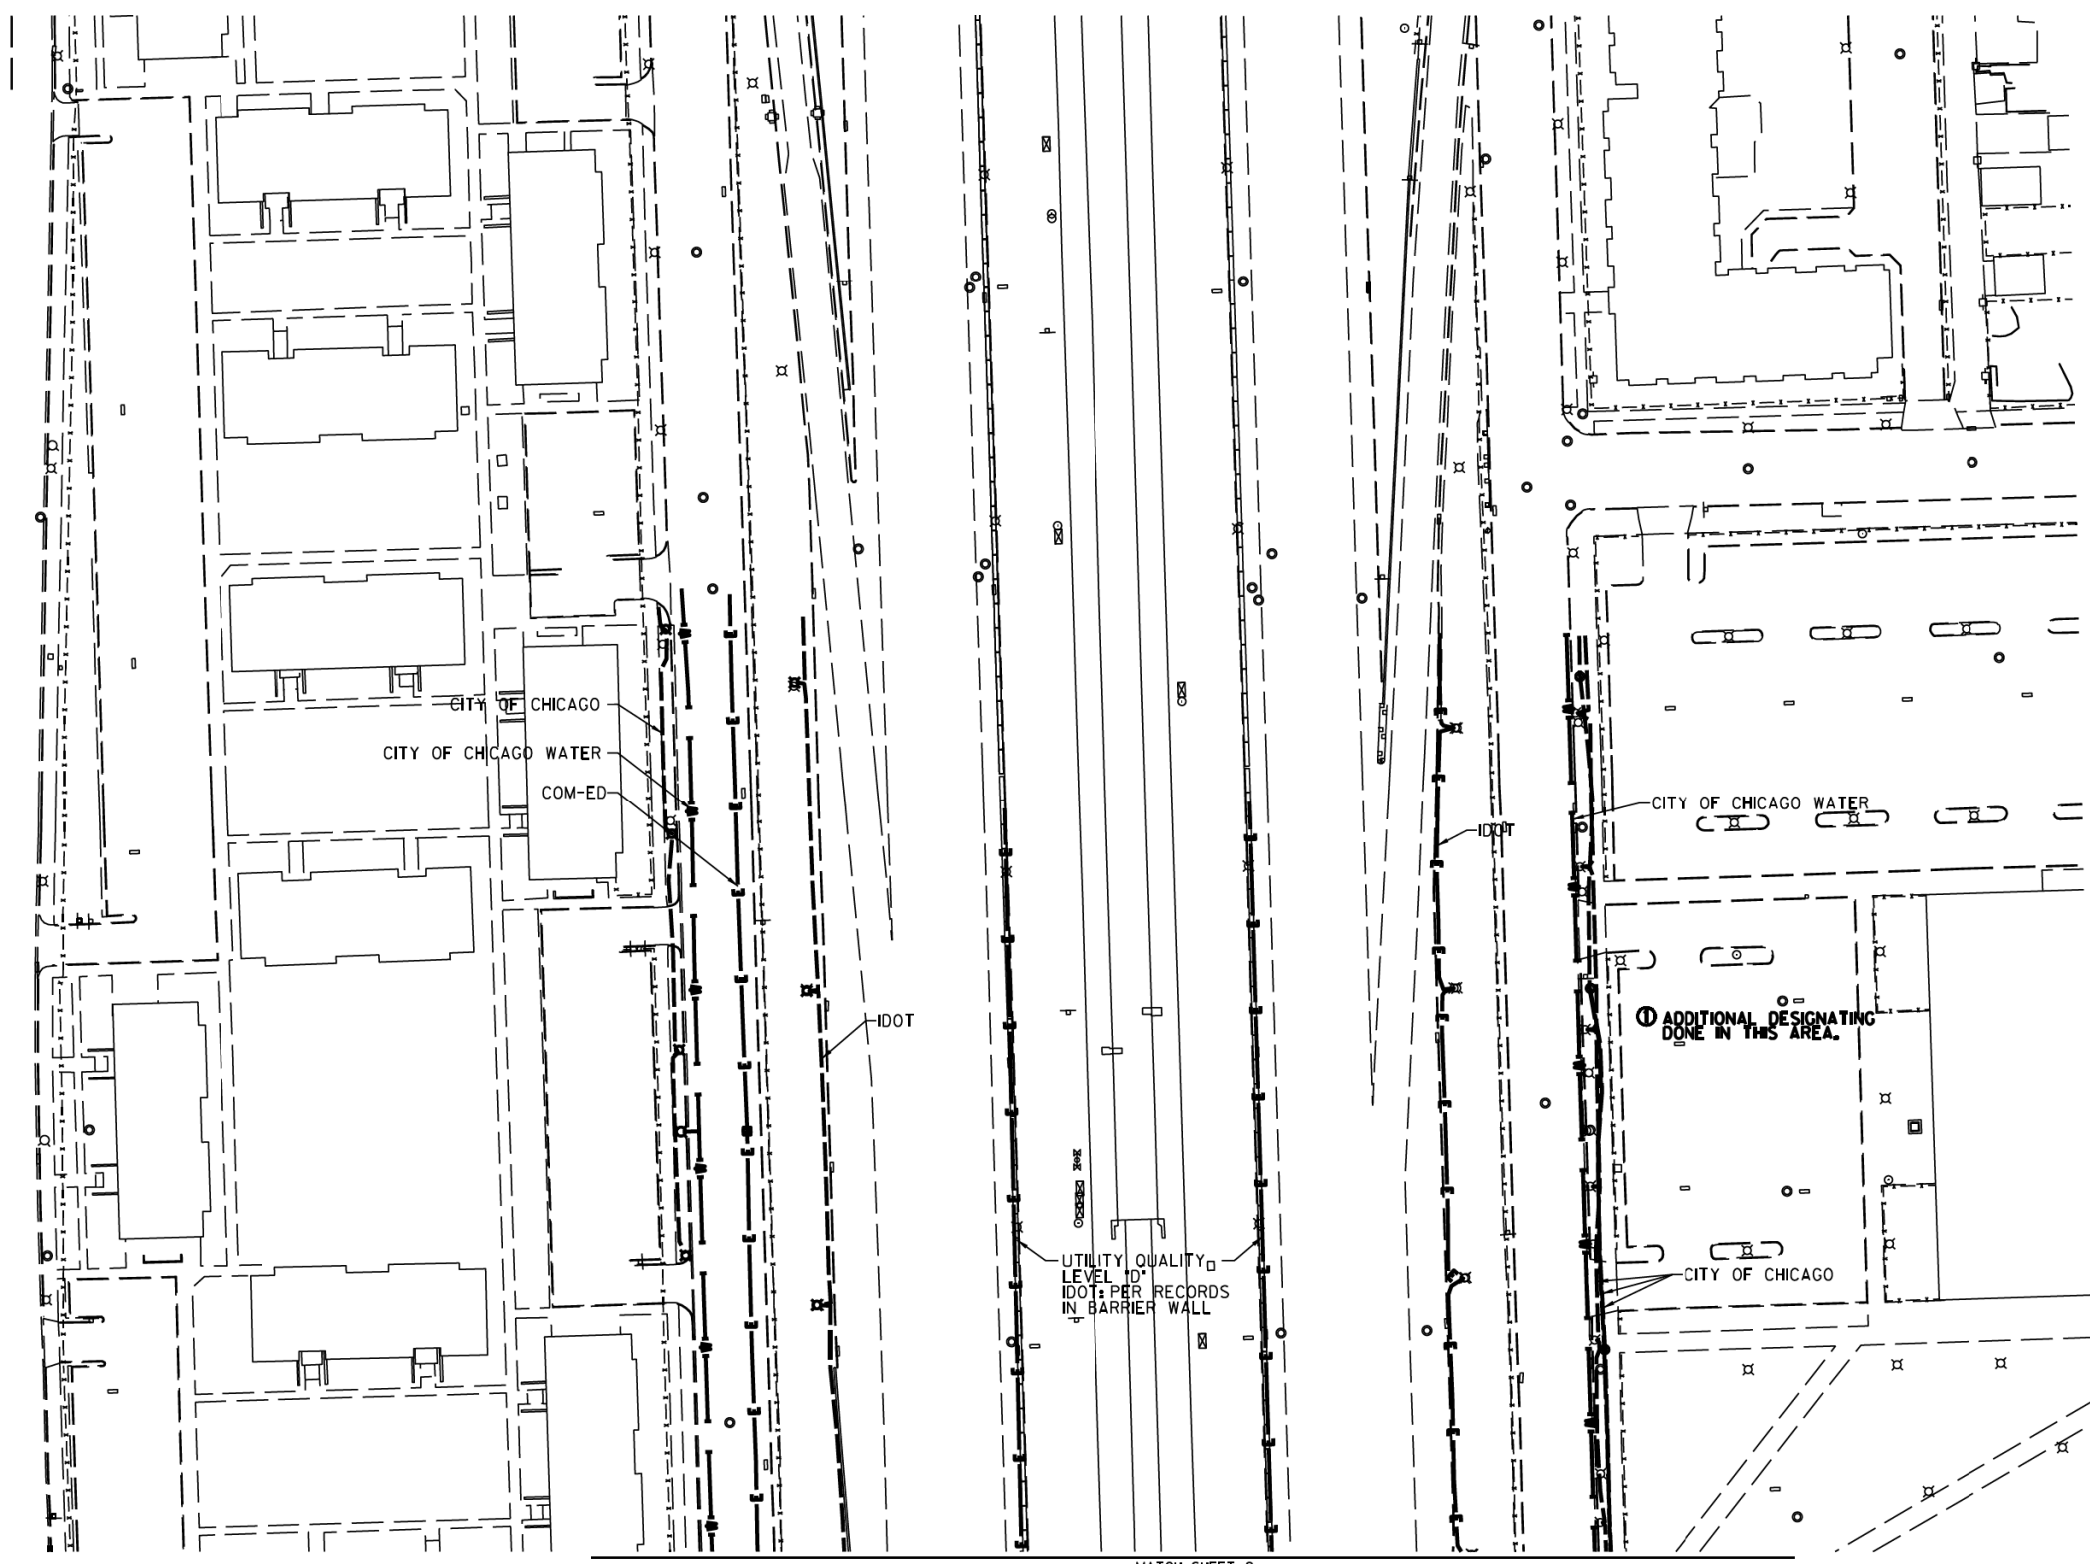 CITY OF CHICAGO
CITY OF CHICAGO WATER
COM-ED
CITY OF CHICAGO WATER
IDOT
IDOT
① ADDITIONAL DESIGNATING
DONE IN THIS AREA.
UTILITY QUALITY
LEVEL "D"
IDOT: PER RECORDS
IN BARRIER WALL
CITY OF CHICAGO